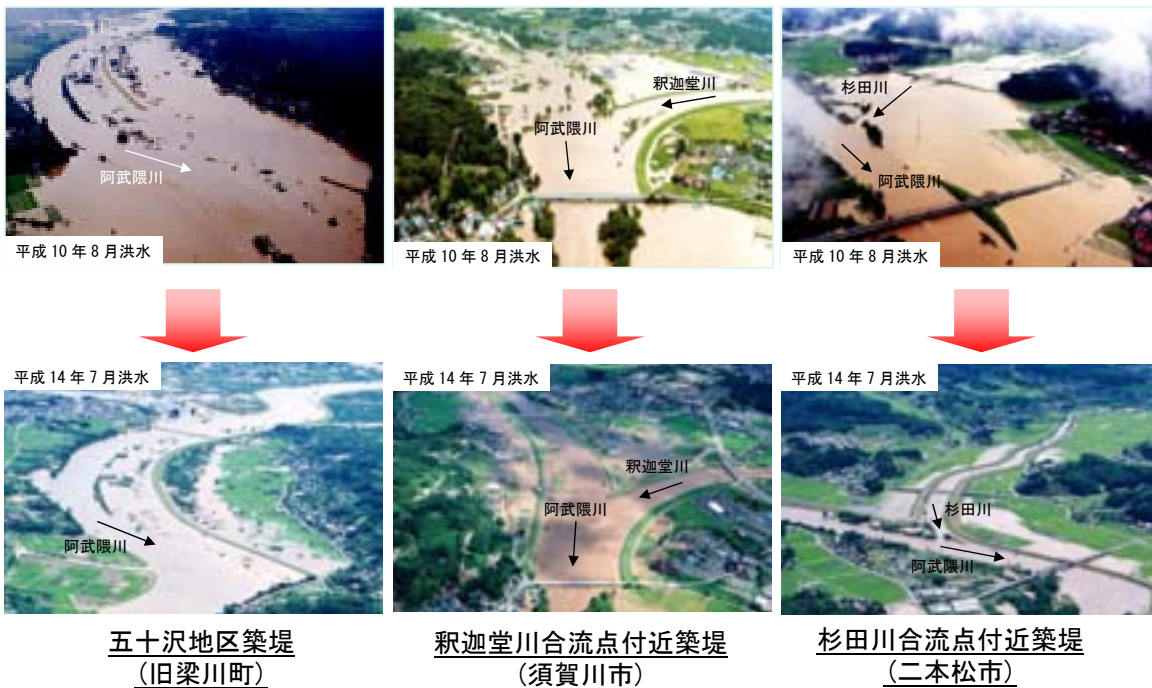 阿武隈川
平成10年8月洪水
釈迦堂川
阿武隈川
平成10年8月洪水
杉田川
阿武隈川
平成10年8月洪水
平成14年7月洪水
阿武隈川
平成14年7月洪水
釈迦堂川
阿武隈川
平成14年7月洪水
杉田川
阿武隈川
五十沢地区築堤
(旧梁川町)
釈迦堂川合流点付近築堤
(須賀川市)
杉田川合流点付近築堤
(二本松市)